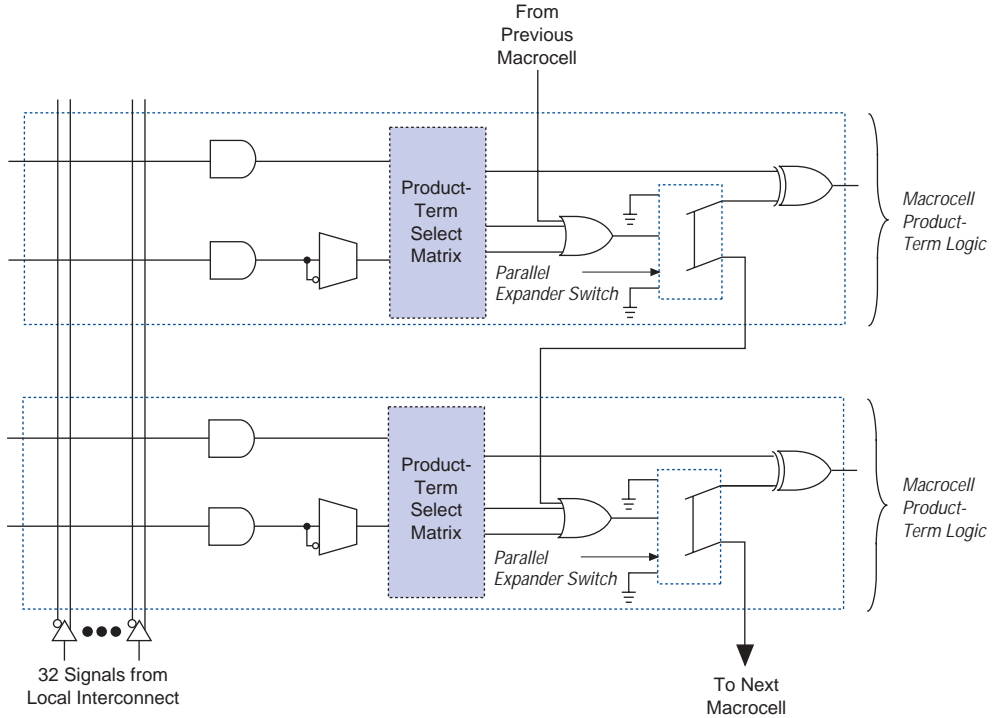 From
Previous
Macrocell
Product-
Term
Select
Matrix
Parallel
Expander Switch
Macrocell
Product-
Term Logic
Product-
Term
Select
Matrix
Parallel
Expander Switch
Macrocell
Product-
Term Logic
32 Signals from
Local Interconnect
To Next
Macrocell